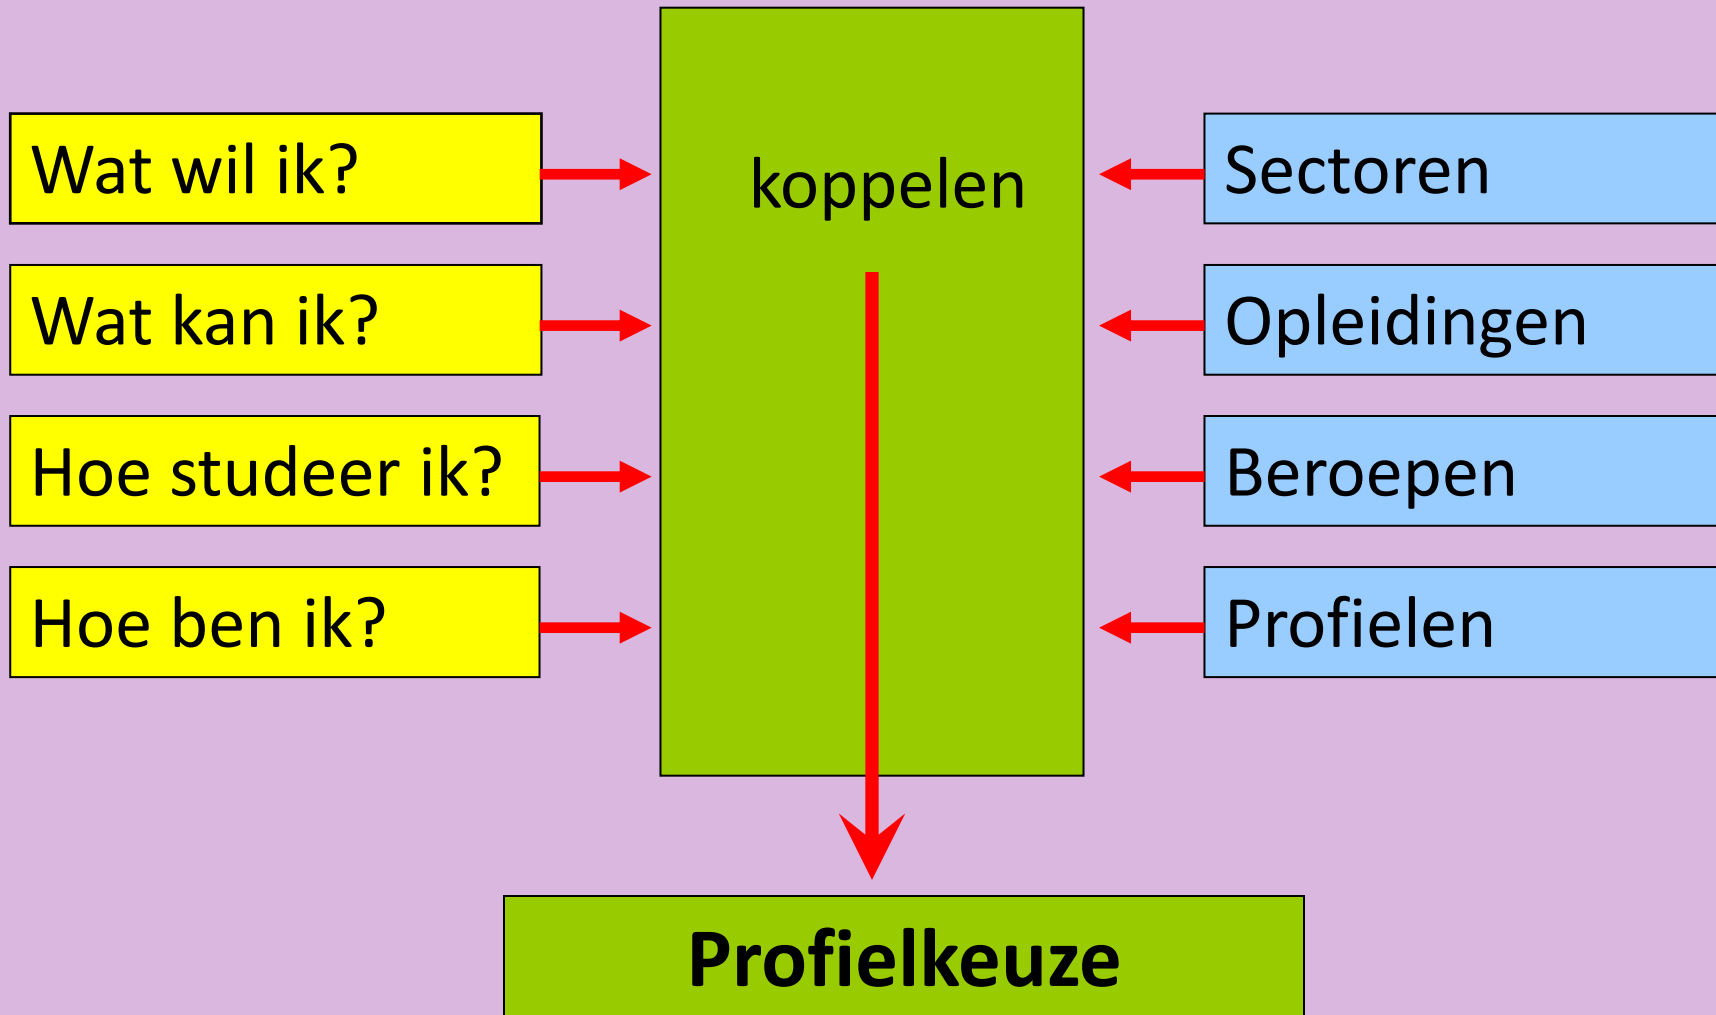 Wat wil ik?
Wat kan ik?
Hoe studeer ik?
Hoe ben ik?
koppelen
Sectoren
Opleidingen
Beroepen
Profielen
Profielkeuze